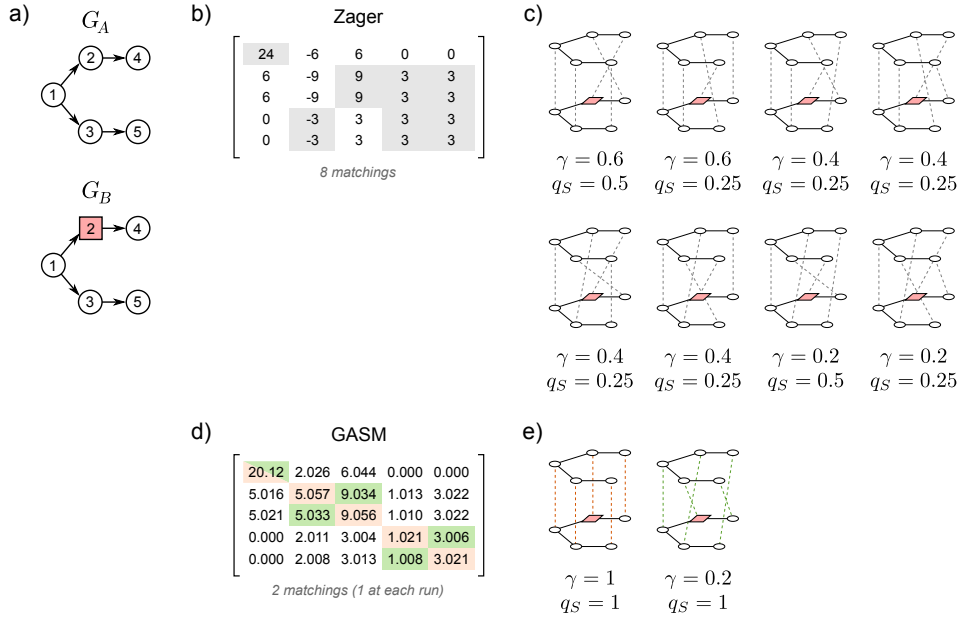 a)
G_A
1
2
3
4
5
G_B
1
2
3
4
5
b)
Zager
24 -6 6 0 0
6 -9 9 3 3
6 -9 9 3 3
0 -3 3 3 3
0 -3 3 3 3
8 matchings
c)
γ = 0.6 γ = 0.6 γ = 0.4 γ = 0.4
q_S = 0.5 q_S = 0.25 q_S = 0.25 q_S = 0.25
γ = 0.4 γ = 0.4 γ = 0.2 γ = 0.2
q_S = 0.25 q_S = 0.25 q_S = 0.5 q_S = 0.25
d)
GASM
20.12 2.026 6.044 0.000 0.000
5.016 5.057 9.034 1.013 3.022
5.021 5.033 9.056 1.010 3.022
0.000 2.011 3.004 1.021 3.006
0.000 2.008 3.013 1.008 3.021
2 matchings (1 at each run)
e)
γ = 1 γ = 0.2
q_S = 1 q_S = 1